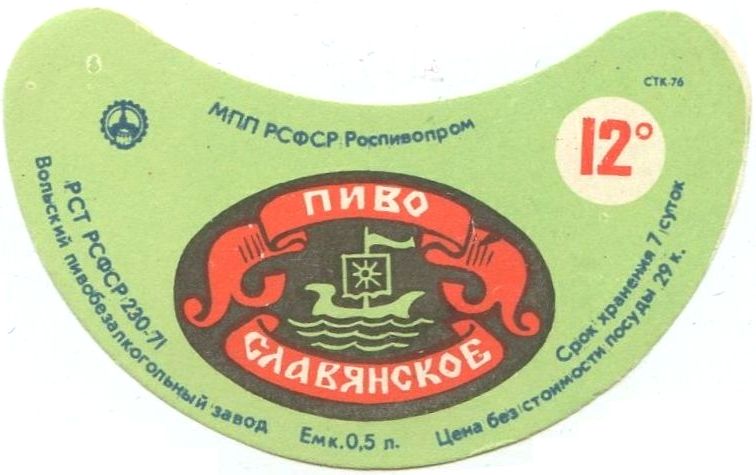 СТК-76
МПП РСФСР Роспивопром
12°
ПИВО
СЛАВЯНСКОЕ
РСТ РСФСР 230-71
Вольский пивобезалкогольный завод
Емк. 0,5 л.
Срок хранения 7 суток
Цена без стоимости посуды 29 к.